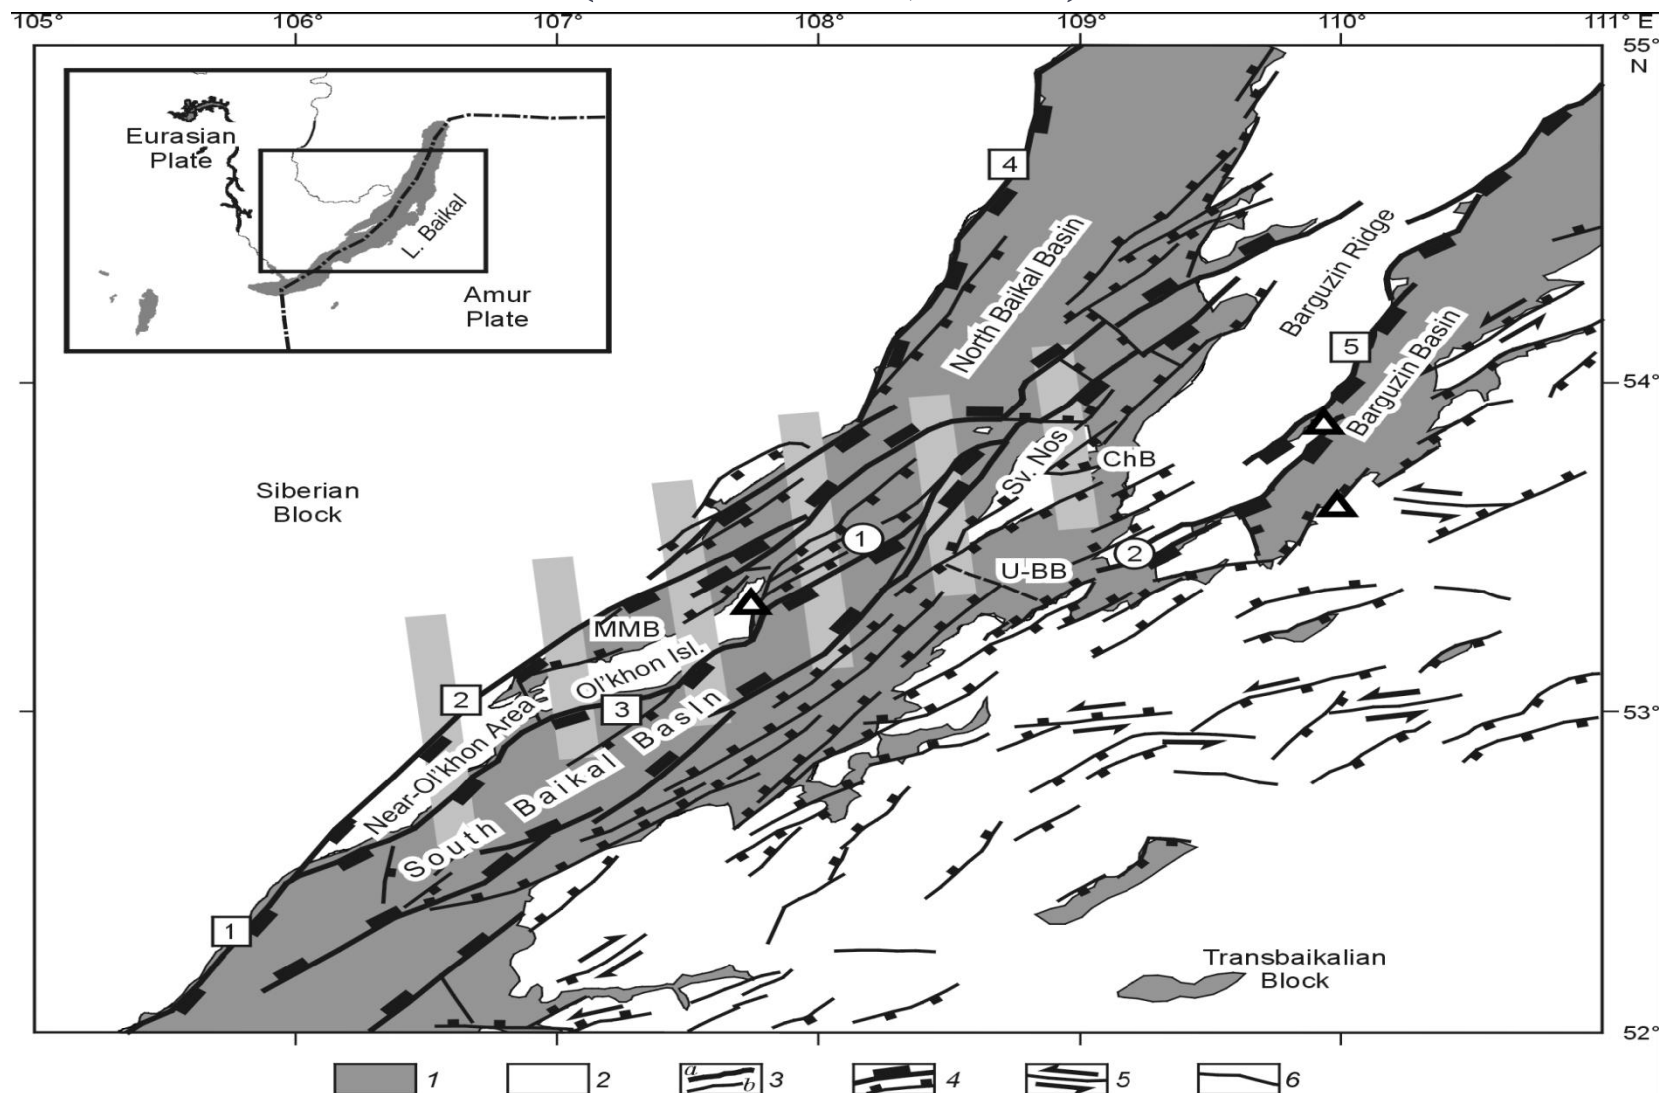 105° 106° 107° 108° 109° 110° 111° E
55°
N
Eurasian
Plate
L. Baikal
Amur
Plate
4
North Baikal Basin
Barguzin Ridge
5
Barguzin Basin
54°
Siberian
Block
Sv. Nos
ChB
1
2
U-BB
MMB
Ol'khon Isl.
2
3
53°
Near-Ol'khon Area
South Baikal Basin
1
Transbaikalian
Block
52°
1 2 a b 3 4 5 6